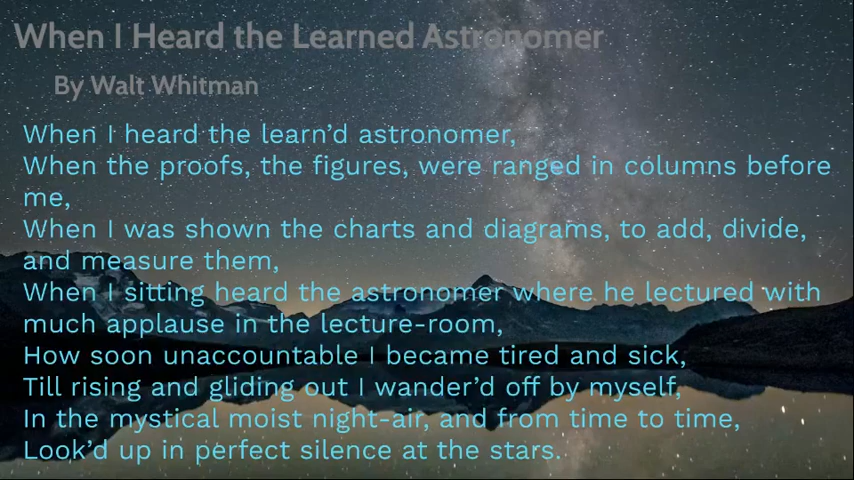 When I Heard the Learned Astronomer
By Walt Whitman
When I heard the learn’d astronomer,
When the proofs, the figures, were ranged in columns before
me,
When I was shown the charts and diagrams, to add, divide,
and measure them,
When I sitting heard the astronomer where he lectured with
much applause in the lecture-room,
How soon unaccountable I became tired and sick,
Till rising and gliding out I wander’d off by myself,
In the mystical moist night-air, and from time to time,
Look’d up in perfect silence at the stars.